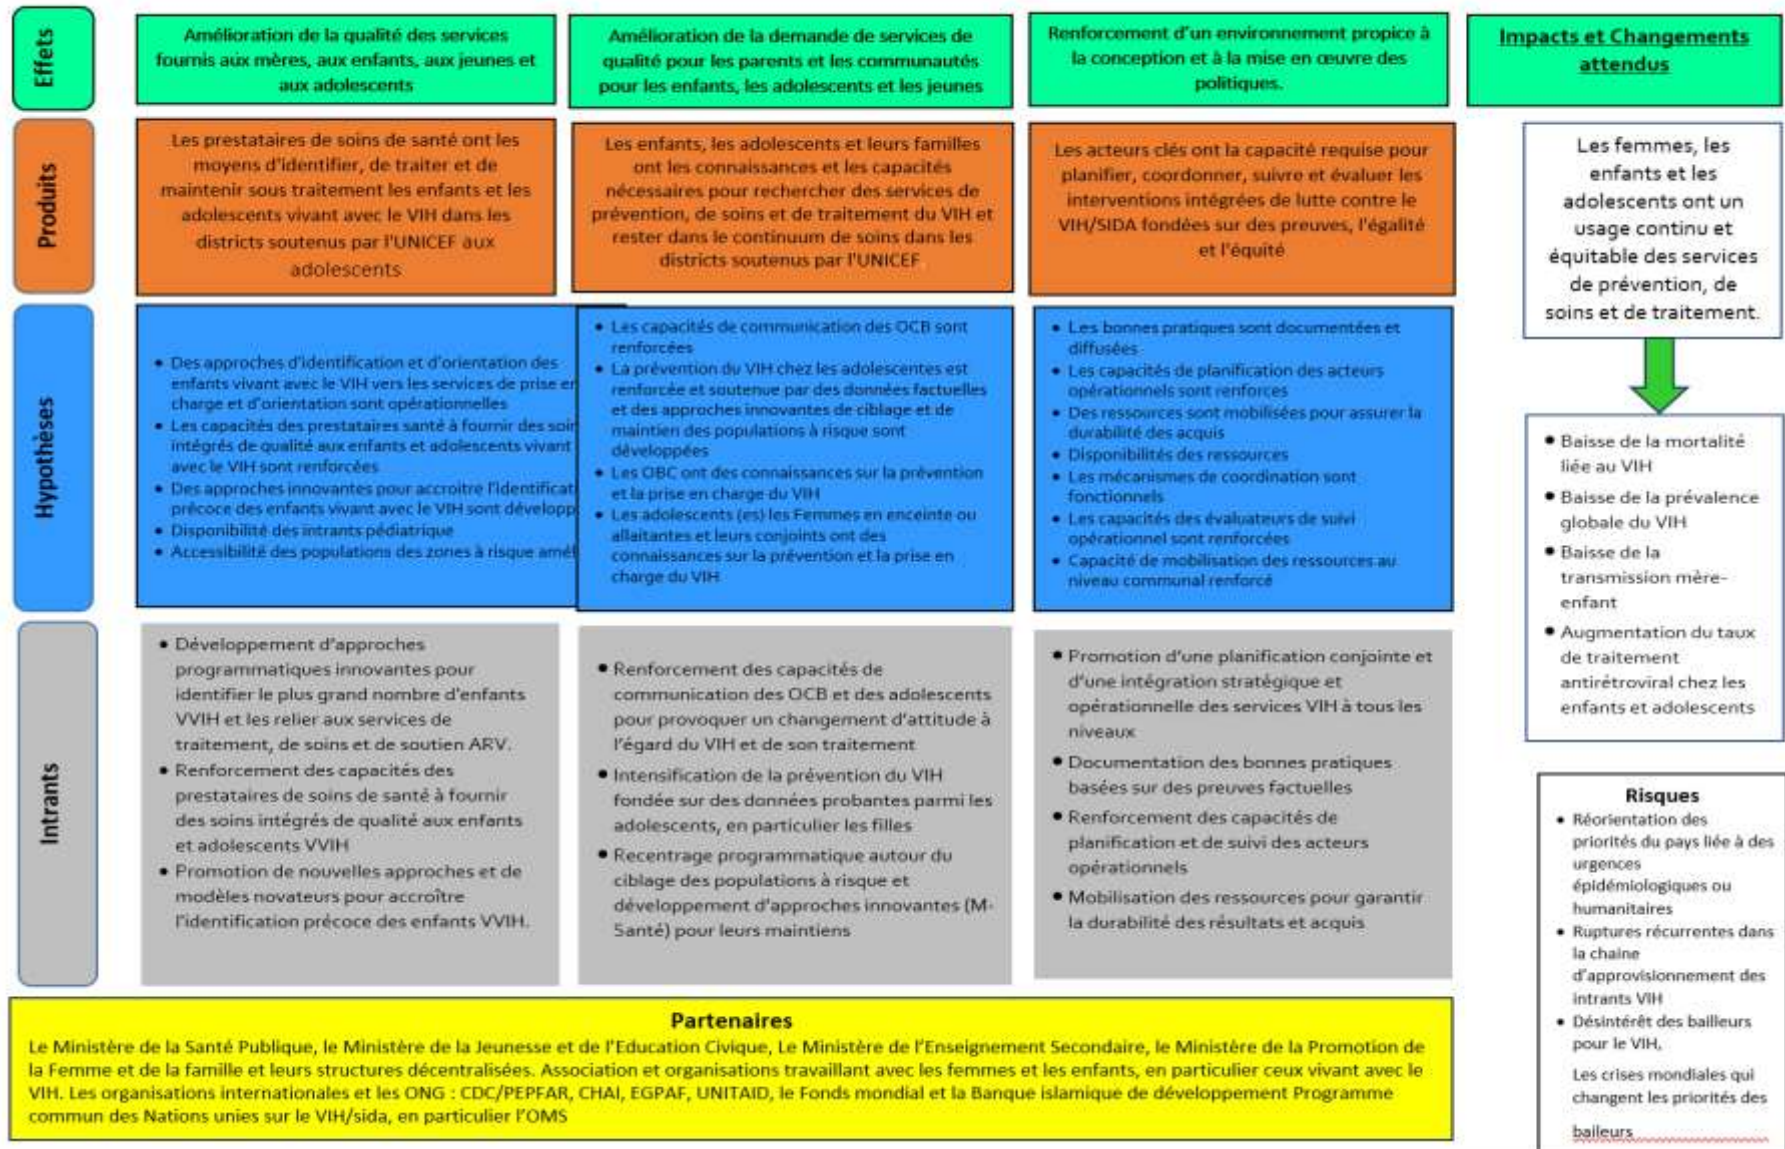 Effets
Amélioration de la qualité des services
fournis aux mères, aux enfants, aux jeunes et
aux adolescents
Amélioration de la demande de services de
qualité pour les parents et les communautés
pour les enfants, les adolescents et les jeunes
Renforcement d'un environnement propice à
la conception et à la mise en œuvre des
politiques.
Impacts et Changements
attendus
Produits
Les prestataires de soins de santé ont les
moyens d'identifier, de traiter et de
maintenir sous traitement les enfants et les
adolescents vivant avec le VIH dans les
districts soutenus par l'UNICEF aux
adolescents
Les enfants, les adolescents et leurs familles
ont les connaissances et les capacités
nécessaires pour rechercher des services de
prévention, de soins et de traitement du VIH et
rester dans le continuum de soins dans les
districts soutenus par l'UNICEF.
Les acteurs clés ont la capacité requise pour
planifier, coordonner, suivre et évaluer les
interventions intégrées de lutte contre le
VIH/SIDA fondées sur des preuves, l'égalité
et l'équité
Les femmes, les
enfants et les
adolescents ont un
usage continu et
équitable des services
de prévention, de
soins et de traitement.
Hypothèses
• Des approches d'identification et d'orientation des
enfants vivant avec le VIH vers les services de prise en
charge et d'orientation sont opérationnelles
• Les capacités des prestataires santé à fournir des soin
intégrés de qualité aux enfants et adolescents vivant
avec le VIH sont renforcées
• Des approches innovantes pour accroitre l'identificat
précoce des enfants vivant avec le VIH sont développ
• Disponibilité des intrants pédiatrique
• Accessibilité des populations des zones à risque amél
• Les capacités de communication des OCB sont
renforcées
• La prévention du VIH chez les adolescentes est
renforcée et soutenue par des données factuelles
et des approches innovantes de ciblage et de
maintien des populations à risque sont
développées
• Les OBC ont des connaissances sur la prévention
et la prise en charge du VIH
• Les adolescents (es) les Femmes en enceinte ou
allaitantes et leurs conjoints ont des
connaissances sur la prévention et la prise en
charge du VIH
• Les bonnes pratiques sont documentées et
diffusées
• Les capacités de planification des acteurs
opérationnels sont renforces
• Des ressources sont mobilisées pour assurer la
durabilité des acquis
• Disponibilités des ressources
• Les mécanismes de coordination sont
fonctionnels
• Les capacités des évaluateurs de suivi
opérationnel sont renforcées
• Capacité de mobilisation des ressources au
niveau communal renforcé
• Baisse de la mortalité
liée au VIH
• Baisse de la prévalence
globale du VIH
• Baisse de la
transmission mère-
enfant
• Augmentation du taux
de traitement
antirétroviral chez les
enfants et adolescents
Intrants
• Développement d'approches
programmatiques innovantes pour
identifier le plus grand nombre d'enfants
VVIH et les relier aux services de
traitement, de soins et de soutien ARV.
• Renforcement des capacités des
prestataires de soins de santé à fournir
des soins intégrés de qualité aux enfants
et adolescents VVIH
• Promotion de nouvelles approches et de
modèles novateurs pour accroître
l'identification précoce des enfants VVIH.
• Renforcement des capacités de
communication des OCB et des adolescents
pour provoquer un changement d'attitude à
l'égard du VIH et de son traitement
• Intensification de la prévention du VIH
fondée sur des données probantes parmi les
adolescents, en particulier les filles
• Recentrage programmatique autour du
ciblage des populations à risque et
développement d'approches innovantes (M-
Santé) pour leurs maintiens
• Promotion d'une planification conjointe et
d'une intégration stratégique et
opérationnelle des services VIH à tous les
niveaux
• Documentation des bonnes pratiques
basées sur des preuves factuelles
• Renforcement des capacités de
planification et de suivi des acteurs
opérationnels
• Mobilisation des ressources pour garantir
la durabilité des résultats et acquis
Risques
• Réorientation des
priorités du pays liée à des
urgences
épidémiologiques ou
humanitaires
• Ruptures récurrentes dans
la chaine
d'approvisionnement des
intrants VIH
• Désintérêt des bailleurs
pour le VIH,
Les crises mondiales qui
changent les priorités des
baileurs
Partenaires
Le Ministère de la Santé Publique, le Ministère de la Jeunesse et de l'Education Civique, Le Ministère de l'Enseignement Secondaire, le Ministère de la Promotion de
la Femme et de la famille et leurs structures décentralisées. Association et organisations travaillant avec les femmes et les enfants, en particulier ceux vivant avec le
VIH. Les organisations internationales et les ONG : CDC/PEPFAR, CHAI, EGPAF, UNITAID, le Fonds mondial et la Banque islamique de développement Programme
commun des Nations unies sur le VIH/sida, en particulier l'OMS